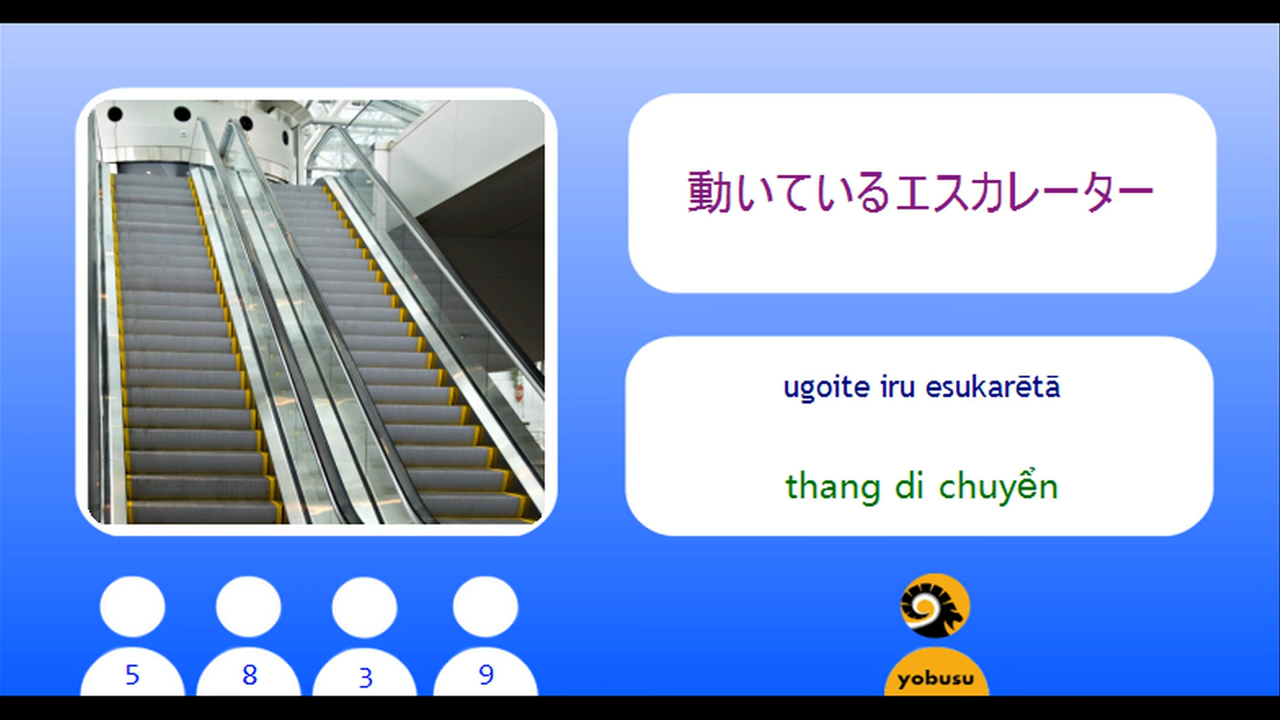 動いているエスカレーター
ugoite iru esukarētā
thang di chuyển
5 8 3 9
yobusu